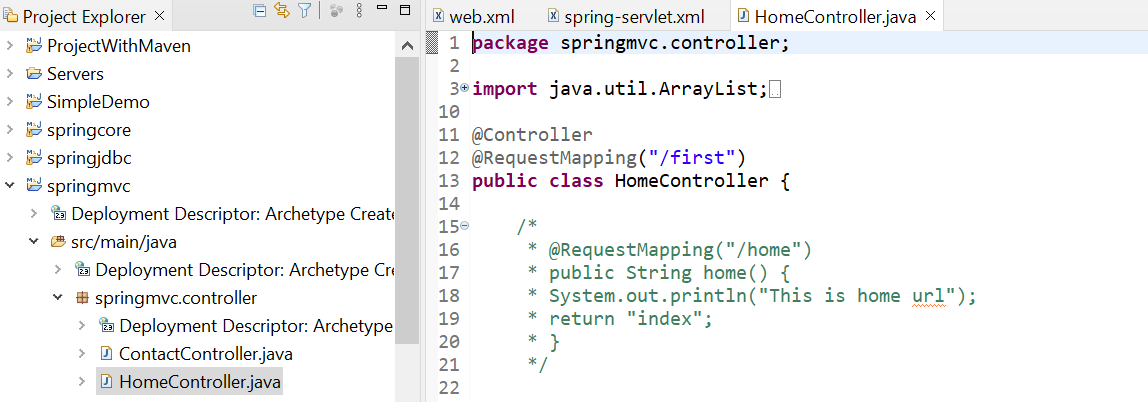 Project Explorer
ProjectWithMaven
Servers
SimpleDemo
springcore
springjdbc
springmvc
Deployment Descriptor: Archetype Create
src/main/java
Deployment Descriptor: Archetype Cre
springmvc.controller
Deployment Descriptor: Archetype
ContactController.java
HomeController.java
web.xml
spring-servlet.xml
HomeController.java
1 package springmvc.controller;
2
3 import java.util.ArrayList;
10
11 @Controller
12 @RequestMapping("/first")
13 public class HomeController {
14
15 /*
16 * @RequestMapping("/home")
17 * public String home() {
18 * System.out.println("This is home url");
19 * return "index";
20 * }
21 */
22